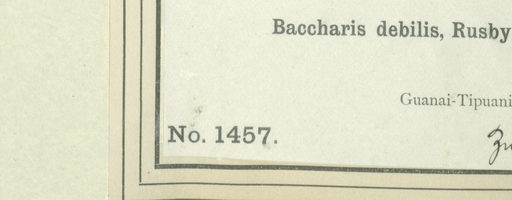 Baccharis debilis, Rusby
Guanai-Tipuani
No. 1457.